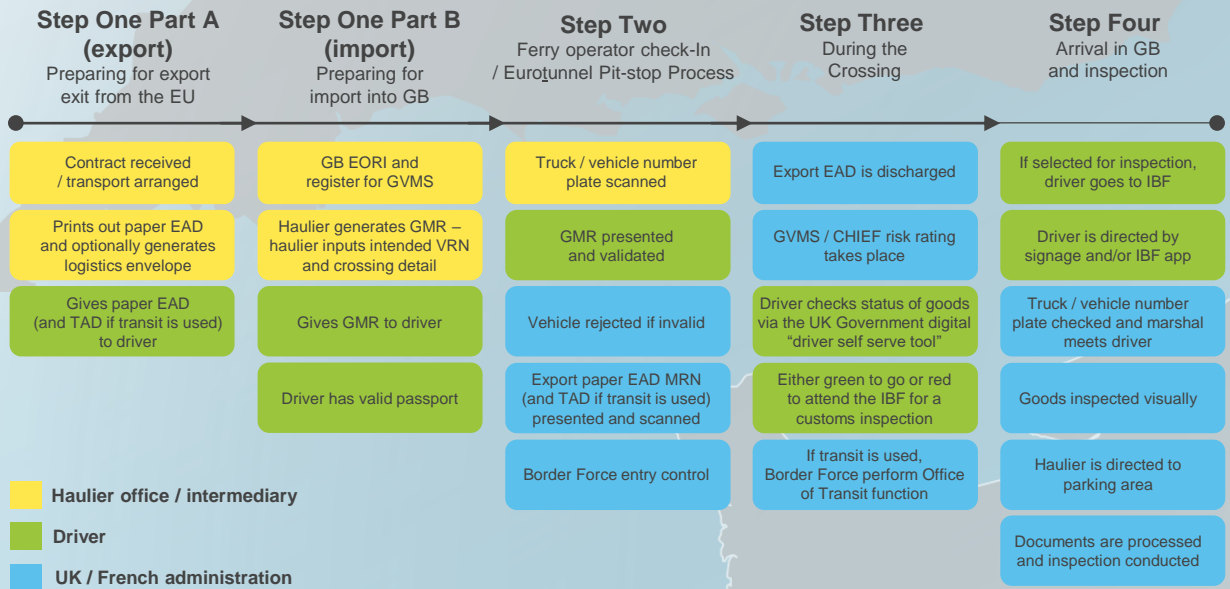 Step One Part A
(export)
Preparing for export
exit from the EU
Step One Part B
(import)
Preparing for
import into GB
Step Two
Ferry operator check-In
/ Eurotunnel Pit-stop Process
Step Three
During the
Crossing
Step Four
Arrival in GB
and inspection
Contract received
/ transport arranged
Prints out paper EAD
and optionally generates
logistics envelope
Gives paper EAD
(and TAD if transit is used)
to driver
GB EORI and
register for GVMS
Haulier generates GMR –
haulier inputs intended VRN
and crossing detail
Gives GMR to driver
Driver has valid passport
Truck / vehicle number
plate scanned
GMR presented
and validated
Vehicle rejected if invalid
Export paper EAD MRN
(and TAD if transit is used)
presented and scanned
Border Force entry control
Export EAD is discharged
GVMS / CHIEF risk rating
takes place
Driver checks status of goods
via the UK Government digital
“driver self serve tool”
Either green to go or red
to attend the IBF for a
customs inspection
If transit is used,
Border Force perform Office
of Transit function
If selected for inspection,
driver goes to IBF
Driver is directed by
signage and/or IBF app
Truck / vehicle number
plate checked and marshal
meets driver
Goods inspected visually
Haulier is directed to
parking area
Documents are processed
and inspection conducted
Haulier office / intermediary
Driver
UK / French administration